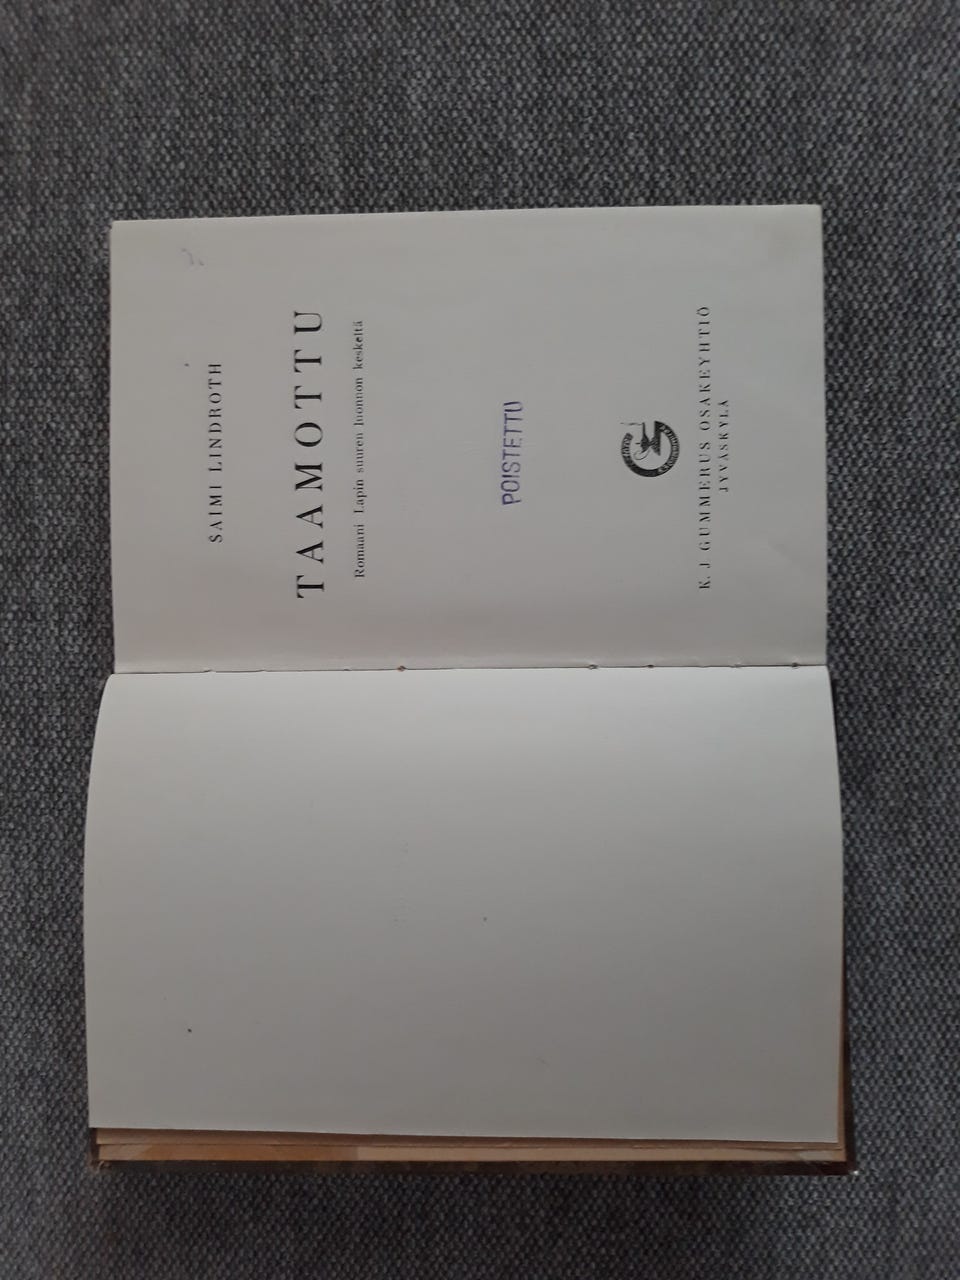 SAIMI LINDROTH
TAAMOTTU
Romaani Lapin suuren luonnon keskeltä
POISTETTU
K. J. GUMMERUS OSAKEYHTIÖ
JYVÄSKYLÄ